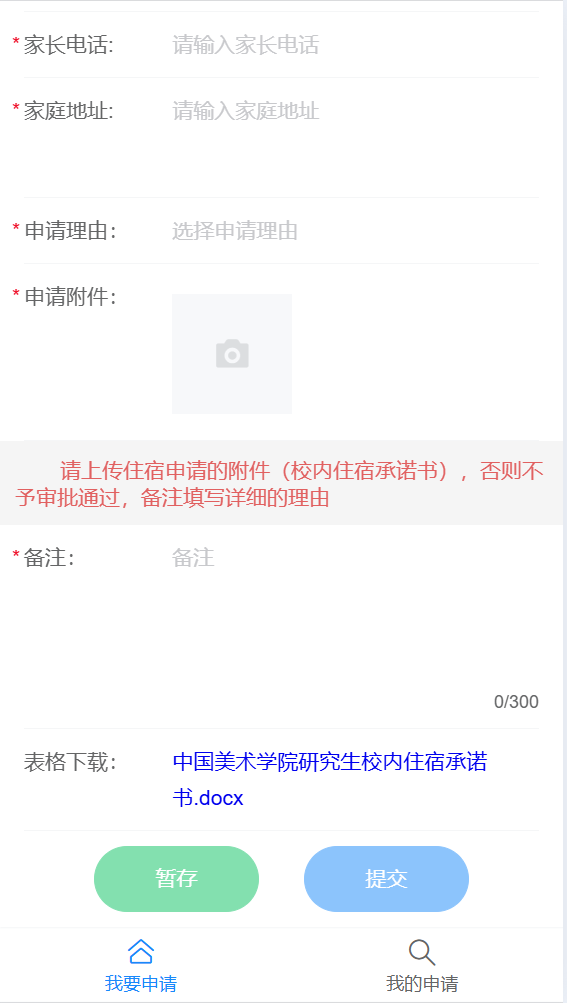 * 家长电话: 请输入家长电话
* 家庭地址: 请输入家庭地址
* 申请理由： 选择申请理由
* 申请附件：
请上传住宿申请的附件（校内住宿承诺书），否则不
予审批通过，备注填写详细的理由
* 备注： 备注
0/300
表格下载： 中国美术学院研究生校内住宿承诺
书.docx
暂存 提交
我要申请 我的申请